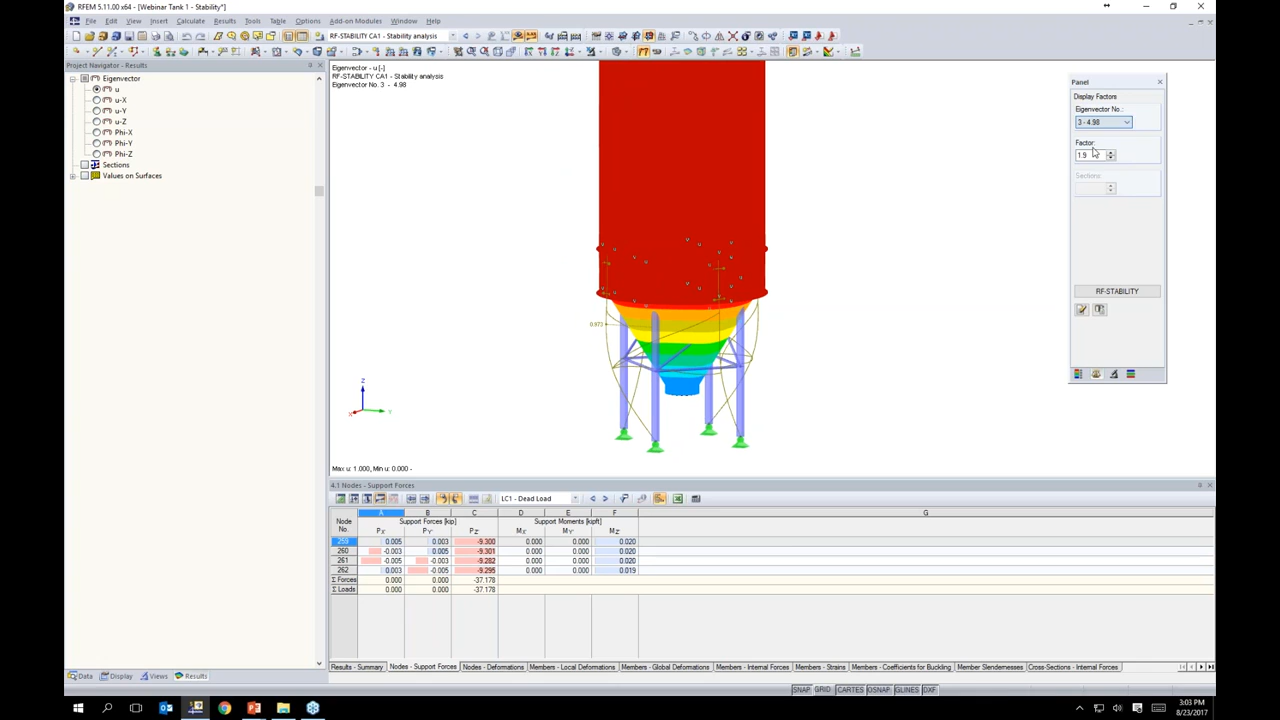 RFEM 5.11.00 x64 - [Webinar Tank 1 - Stability*]
File Edit View Insert Calculate Results Tools Table Options Add-on Modules Window Help
RF-STABILITY CA1 - Stability analysis
Project Navigator - Results
Eigenvector
u
u-X
u-Y
u-Z
Phi-X
Phi-Y
Phi-Z
Sections
Values on Surfaces
Data Display Views Results
Eigenvector - u [-]
RF-STABILITY CA1 - Stability analysis
Eigenvector No. 3 - 4.98
0.973
Z
X
Y
Max u: 1.000, Min u: 0.000 -
Panel
Display Factors
Eigenvector No.:
3 - 4.98
Factor:
1.9
Sections:
RF-STABILITY
4.1 Nodes - Support Forces
LC1 - Dead Load
A B C D E F G
Node Support Forces [kip] Support Moments [kipft]
No. PX' PY' PZ' MX' MY' MZ'
259 0.005 0.003 -9.300 0.000 0.000 0.020
260 -0.003 0.005 -9.301 0.000 0.000 0.020
261 -0.005 -0.003 -9.282 0.000 0.000 0.020
262 0.003 -0.005 -9.295 0.000 0.000 0.019
Σ Forces 0.000 0.000 -37.178
Σ Loads 0.000 0.000 -37.178
Results - Summary Nodes - Support Forces Nodes - Deformations Members - Local Deformations Members - Global Deformations Members - Internal Forces Members - Strains Members - Coefficients for Buckling Member Slendernesses Cross-Sections - Internal Forces
SNAP GRID CARTES OSNAP GLINES DXF
3:03 PM
8/23/2017